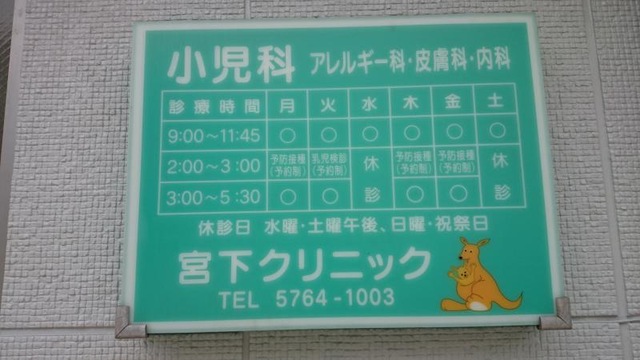 小児科 アレルギー科・皮膚科・内科
診療時間 月 火 水 木 金 土
9:00～11:45 ○ ○ ○ ○ ○ ○
2:00～3:00 予防接種(予約制) 乳児検診(予約制) 休診 予防接種(予約制) 予防接種(予約制) 休診
3:00～5:30 ○ ○ ○ ○
休診日 水曜・土曜午後、日曜・祝祭日
宮下クリニック
TEL 5764-1003